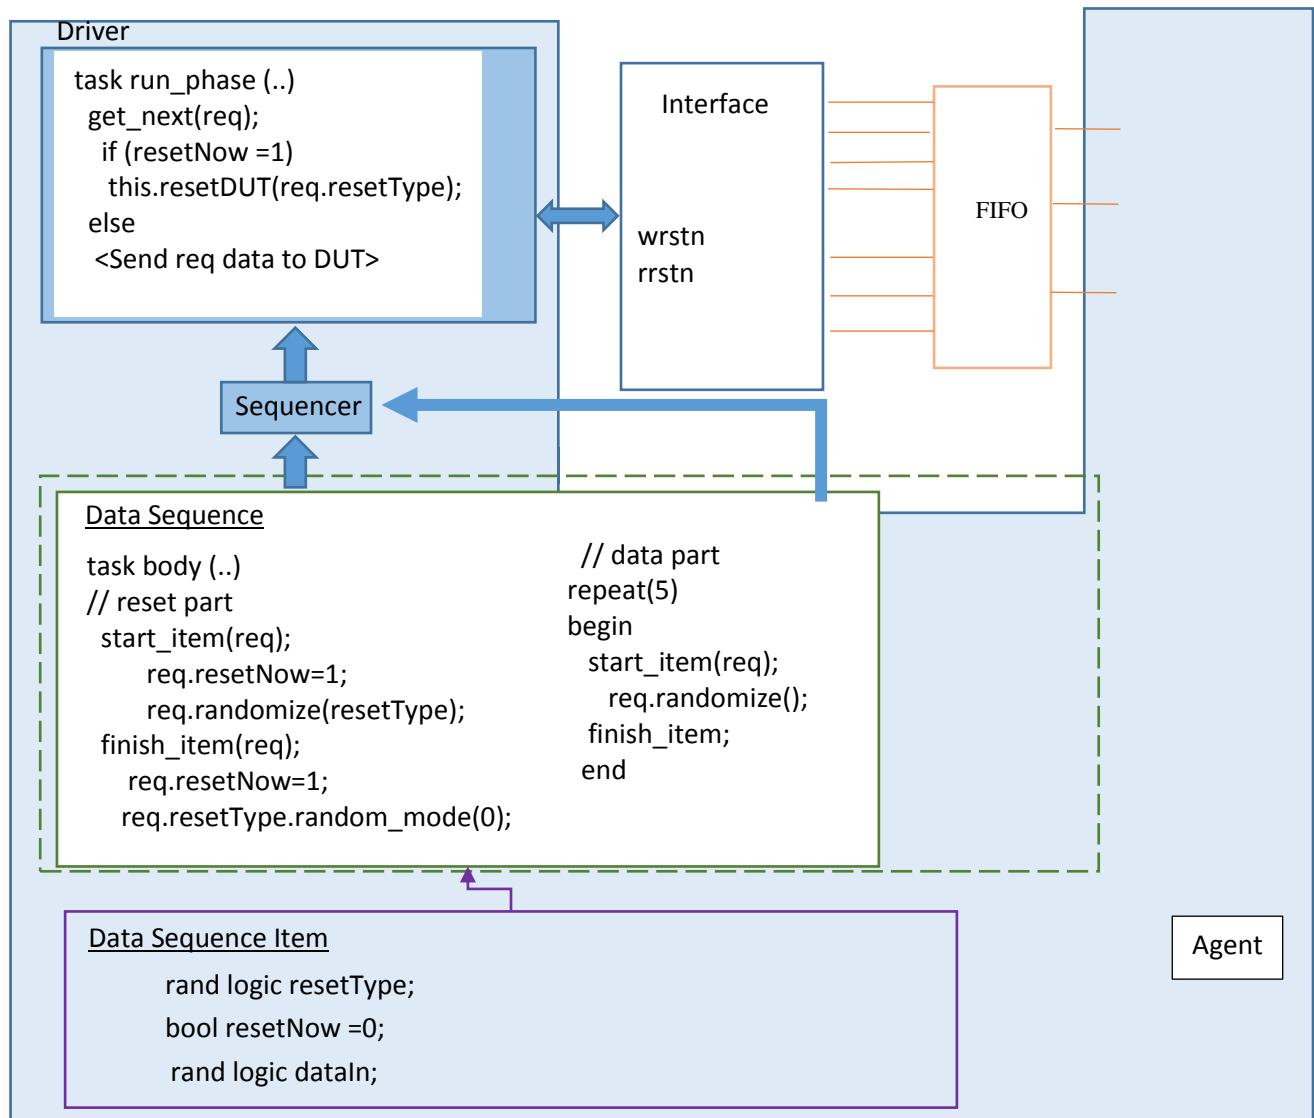 Driver
task run_phase (..)
get_next(req);
if (resetNow =1)
this.resetDUT(req.resetType);
else
<Send req data to DUT>
Interface
wrstn
rrstn
FIFO
Sequencer
Data Sequence
task body (..)
// reset part
start_item(req);
req.resetNow=1;
req.randomize(resetType);
finish_item(req);
req.resetNow=1;
req.resetType.random_mode(0);
// data part
repeat(5)
begin
start_item(req);
req.randomize();
finish_item;
end
Data Sequence Item
rand logic resetType;
bool resetNow =0;
rand logic dataIn;
Agent